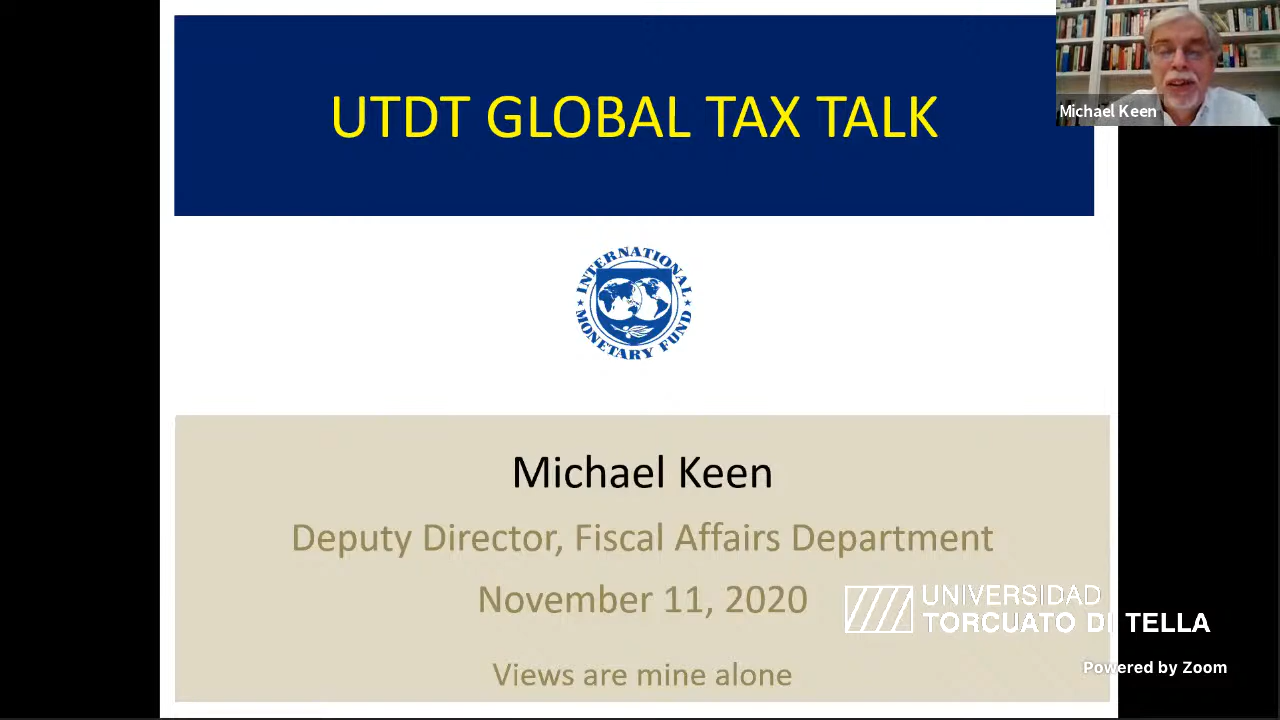 UTDT GLOBAL TAX TALK
Michael Keen
INTERNATIONAL
MONETARY FUND
Michael Keen
Deputy Director, Fiscal Affairs Department
November 11, 2020
UNIVERSIDAD
TORCUATO DI TELLA
Views are mine alone
Powered by Zoom